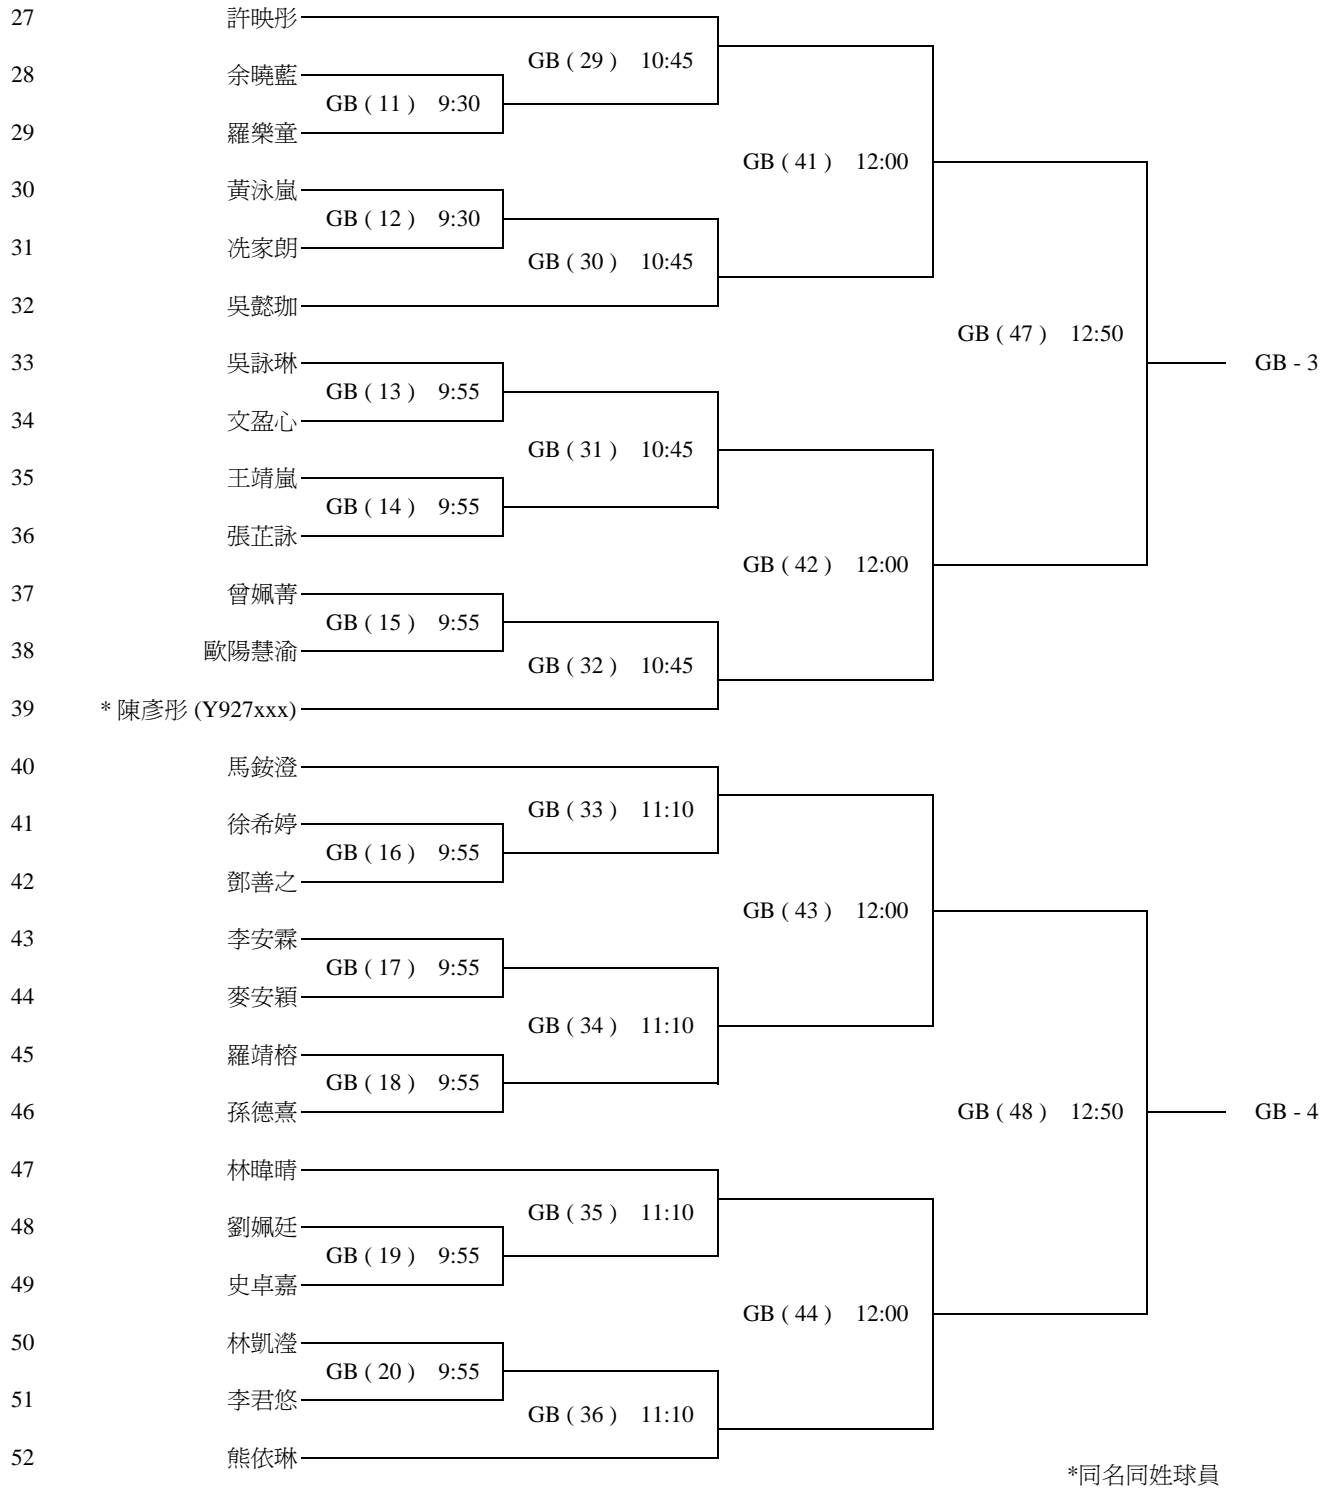 27 許映彤
GB ( 29 ) 10:45
28 余曉藍
GB ( 11 ) 9:30
29 羅樂童
GB ( 41 ) 12:00
30 黃泳嵐
GB ( 12 ) 9:30
31 冼家朗
GB ( 30 ) 10:45
32 吳懿珈
GB ( 47 ) 12:50
33 吳詠琳
GB - 3
GB ( 13 ) 9:55
34 文盈心
GB ( 31 ) 10:45
35 王靖嵐
GB ( 14 ) 9:55
36 張芷詠
GB ( 42 ) 12:00
37 曾姵菁
GB ( 15 ) 9:55
38 歐陽慧渝
GB ( 32 ) 10:45
39 * 陳彥彤 (Y927xxx)
40 馬銨澄
GB ( 33 ) 11:10
41 徐希婷
GB ( 16 ) 9:55
42 鄧善之
GB ( 43 ) 12:00
43 李安霖
GB ( 17 ) 9:55
44 麥安穎
GB ( 34 ) 11:10
45 羅靖榕
GB ( 18 ) 9:55
46 孫德熹
GB ( 48 ) 12:50
GB - 4
47 林暐晴
GB ( 35 ) 11:10
48 劉姵廷
GB ( 19 ) 9:55
49 史卓嘉
GB ( 44 ) 12:00
50 林凱瀅
GB ( 20 ) 9:55
51 李君悠
GB ( 36 ) 11:10
52 熊依琳
*同名同姓球員